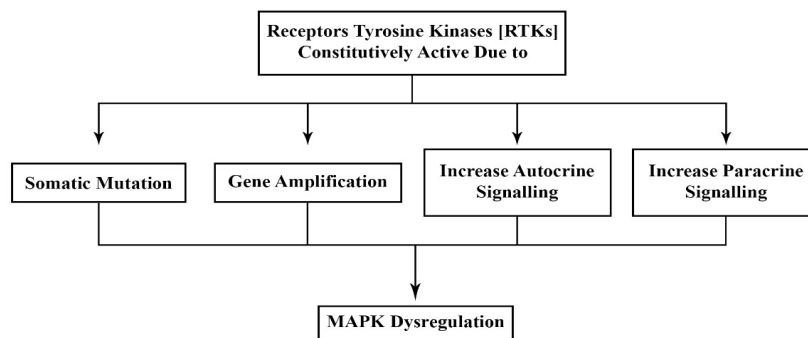 Receptors Tyrosine Kinases [RTKs]
Constitutively Active Due to
Somatic Mutation
Gene Amplification
Increase Autocrine
Signalling
Increase Paracrine
Signalling
MAPK Dysregulation